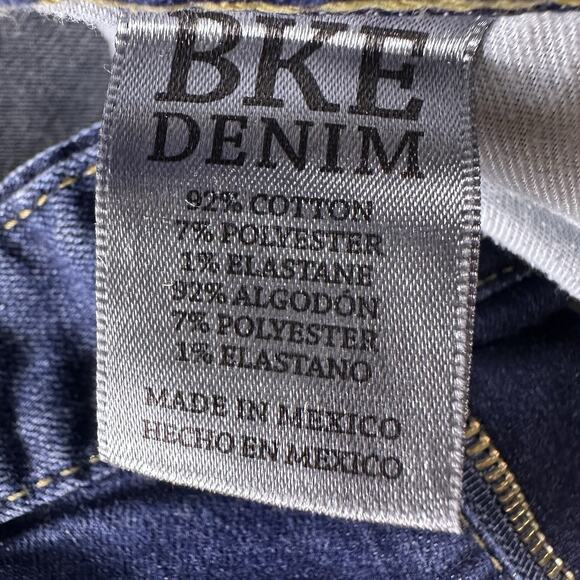 BKE
DENIM
92% COTTON
7% POLYESTER
1% ELASTANE
92% ALGODÓN
7% POLYESTER
1% ELASTANO
MADE IN MEXICO
HECHO EN MEXICO